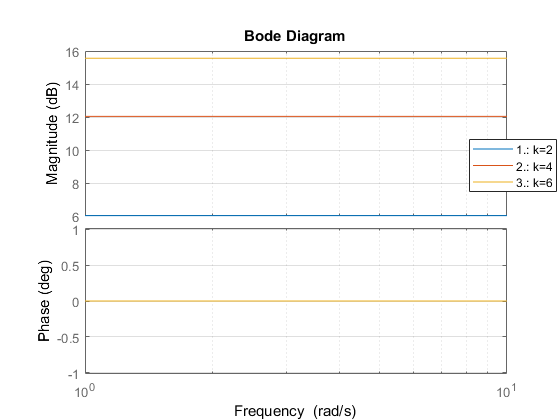 Bode Diagram
16
14
12
10
8
6
Magnitude (dB)
1.: k=2
2.: k=4
3.: k=6
1
0.5
0
-0.5
-1
Phase (deg)
10^0
10^1
Frequency (rad/s)